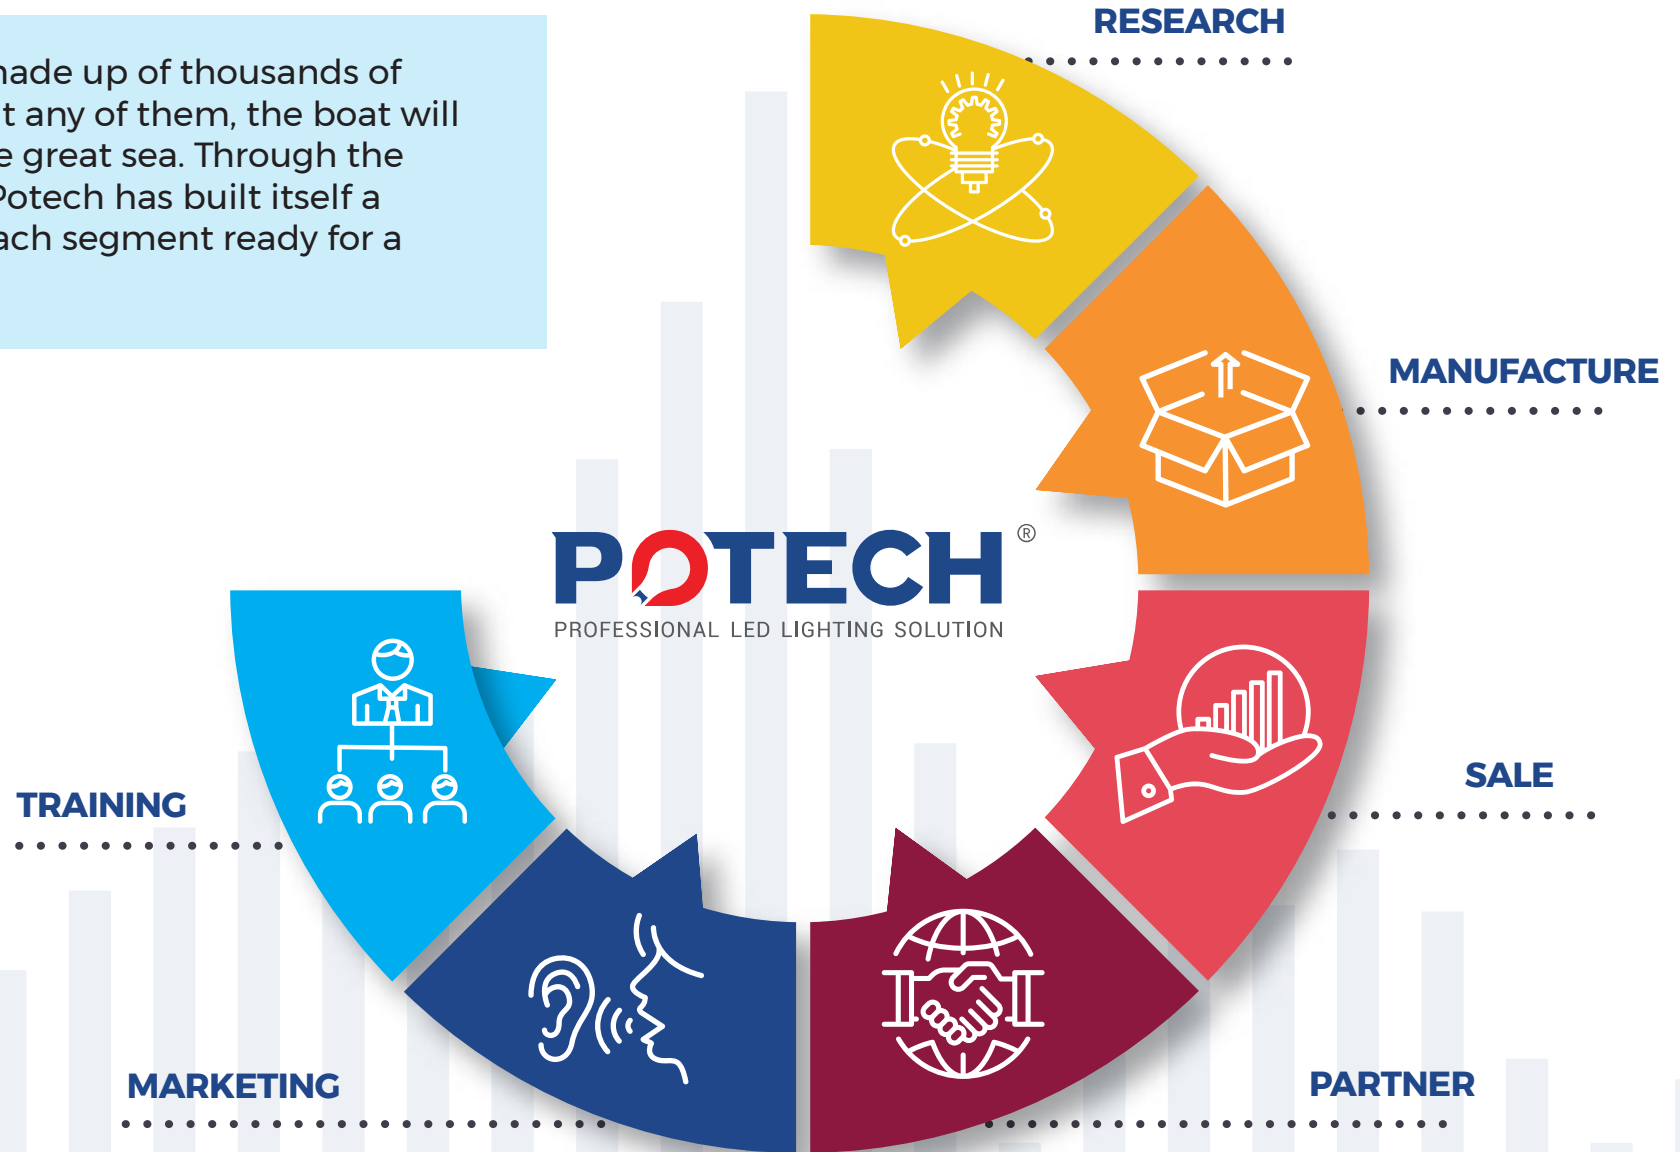 made up of thousands of
t any of them, the boat will
e great sea. Through the
Potech has built itself a
ach segment ready for a
RESEARCH
MANUFACTURE
POTECH ®
PROFESSIONAL LED LIGHTING SOLUTION
SALE
TRAINING
MARKETING
PARTNER